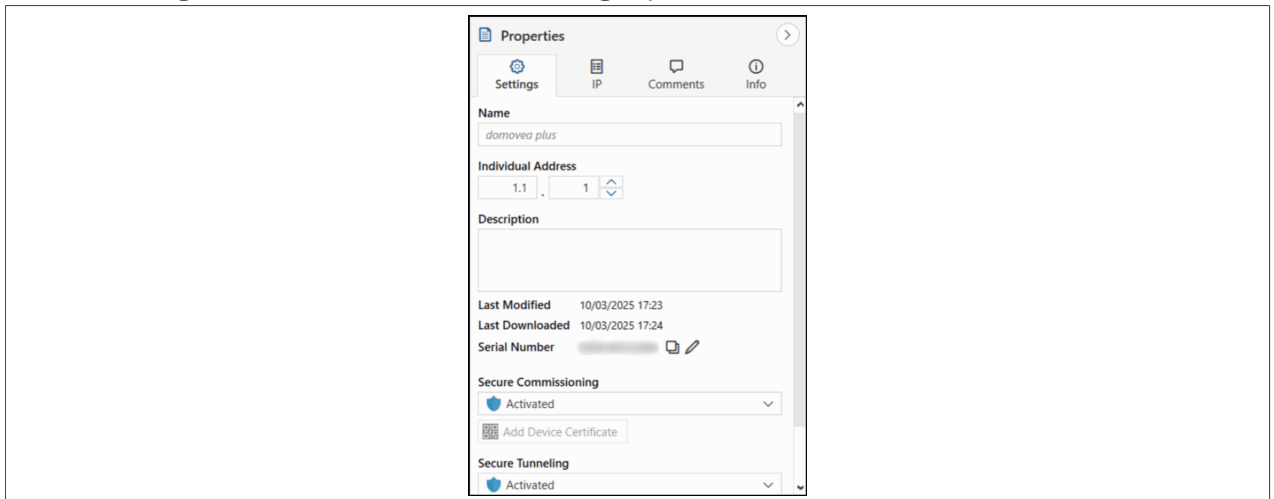 Properties
Settings IP Comments Info
Name
domovea plus
Individual Address
1.1 . 1
Description
Last Modified 10/03/2025 17:23
Last Downloaded 10/03/2025 17:24
Serial Number
Secure Commissioning
Activated
Add Device Certificate
Secure Tunneling
Activated